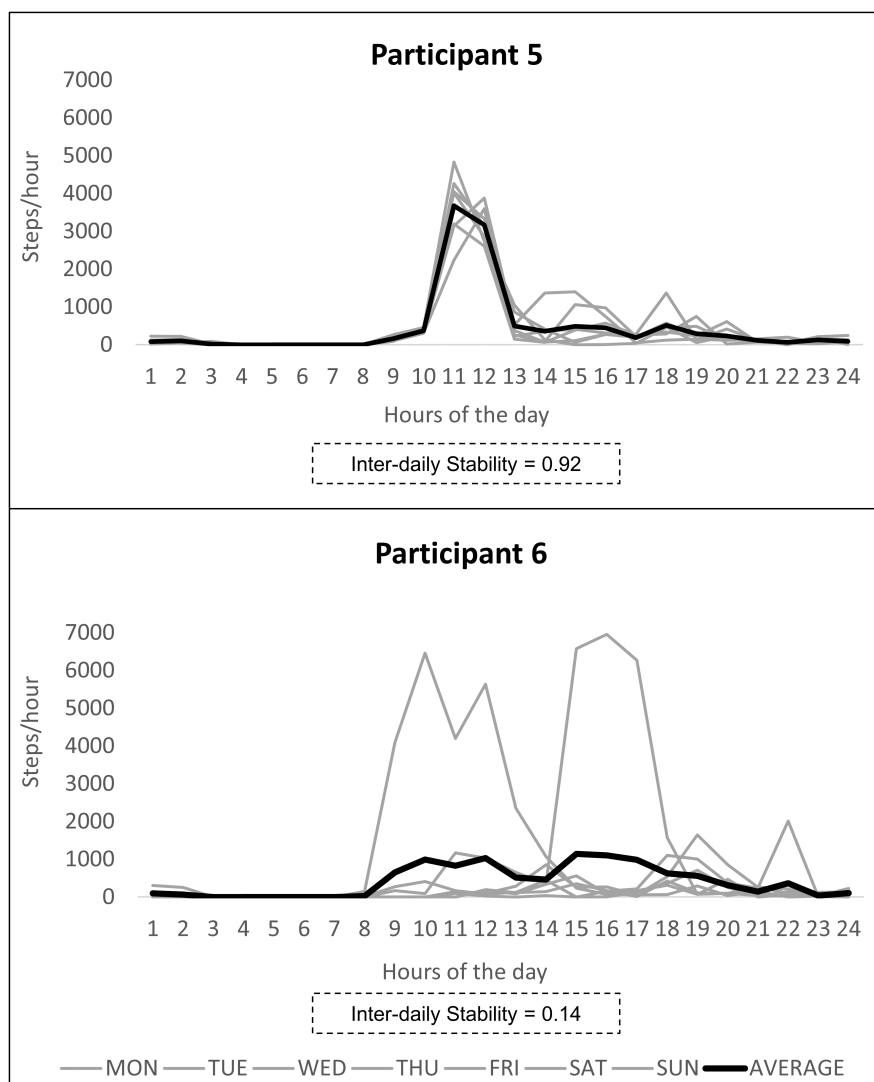 Participant 5
7000
6000
5000
4000
3000
2000
1000
0
Steps/hour
1 2 3 4 5 6 7 8 9 10 11 12 13 14 15 16 17 18 19 20 21 22 23 24
Hours of the day
Inter-daily Stability = 0.92
Participant 6
7000
6000
5000
4000
3000
2000
1000
0
Steps/hour
1 2 3 4 5 6 7 8 9 10 11 12 13 14 15 16 17 18 19 20 21 22 23 24
Hours of the day
Inter-daily Stability = 0.14
MON TUE WED THU FRI SAT SUN AVERAGE